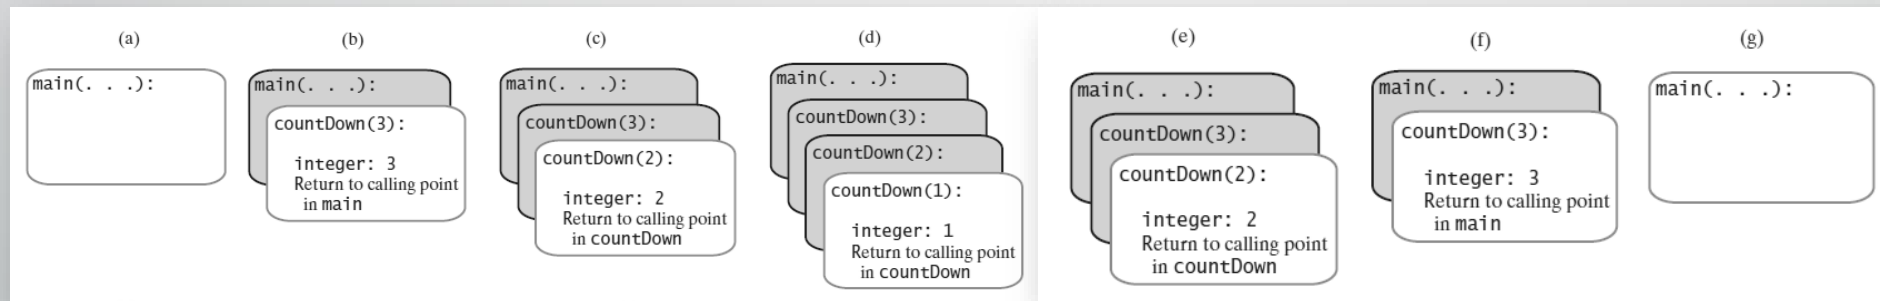 (a)
main(. . .):
(b)
main(. . .):
countDown(3):
integer: 3
Return to calling point
in main
(c)
main(. . .):
countDown(3):
countDown(2):
integer: 2
Return to calling point
in countDown
(d)
main(. . .):
countDown(3):
countDown(2):
countDown(1):
integer: 1
Return to calling point
in countDown
(e)
main(. . .):
countDown(3):
countDown(2):
integer: 2
Return to calling point
in countDown
(f)
main(. . .):
countDown(3):
integer: 3
Return to calling point
in main
(g)
main(. . .):